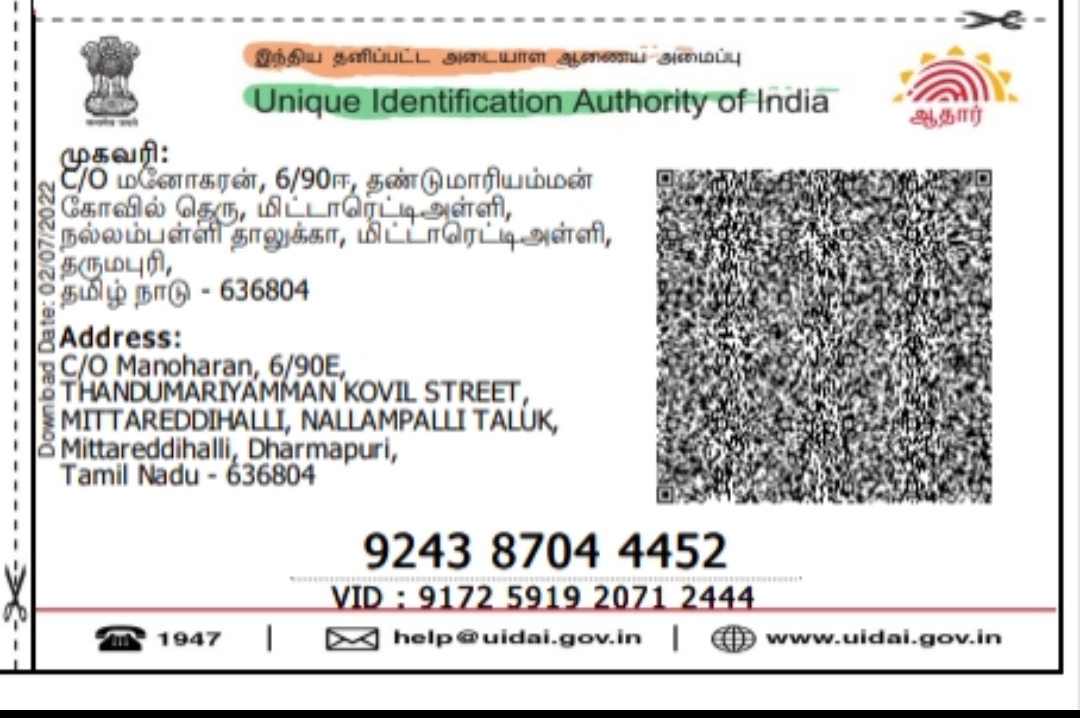 இந்திய தனிப்பட்ட அடையாள ஆணைய அமைப்பு
Unique Identification Authority of India
ஆதார்
முகவரி:
C/O மனோகரன், 6/90ஈ, தண்டுமாரியம்மன்
கோவில் தெரு, மிட்டாரெட்டிஅள்ளி,
நல்லம்பள்ளி தாலுக்கா, மிட்டாரெட்டிஅள்ளி,
தருமபுரி,
தமிழ் நாடு - 636804
Address:
C/O Manoharan, 6/90E,
THANDUMARIYAMMAN KOVIL STREET,
MITTAREDDIHALLI, NALLAMPALLI TALUK,
Mittareddihalli, Dharmapuri,
Tamil Nadu - 636804
Download Date: 02/07/2022
9243 8704 4452
VID : 9172 5919 2071 2444
1947 | help@uidai.gov.in | www.uidai.gov.in